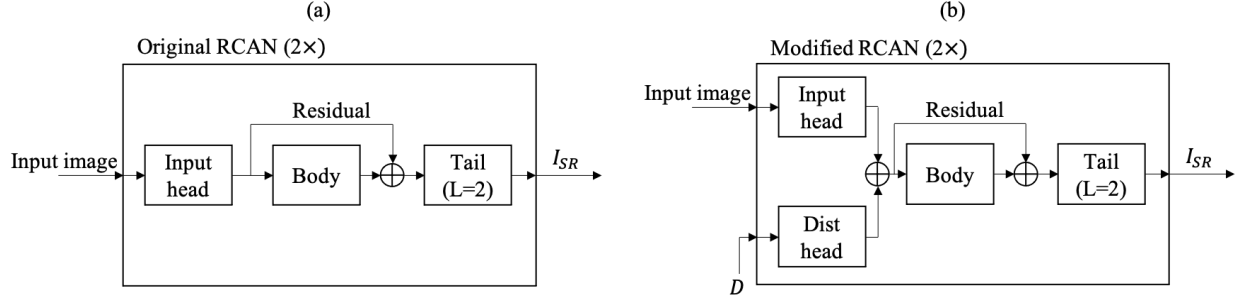 (a)
Original RCAN (2×)
Residual
Input image
Input
head
Body
Tail
(L=2)
I_SR
(b)
Modified RCAN (2×)
Input image
Input
head
Residual
Body
Tail
(L=2)
I_SR
Dist
head
D